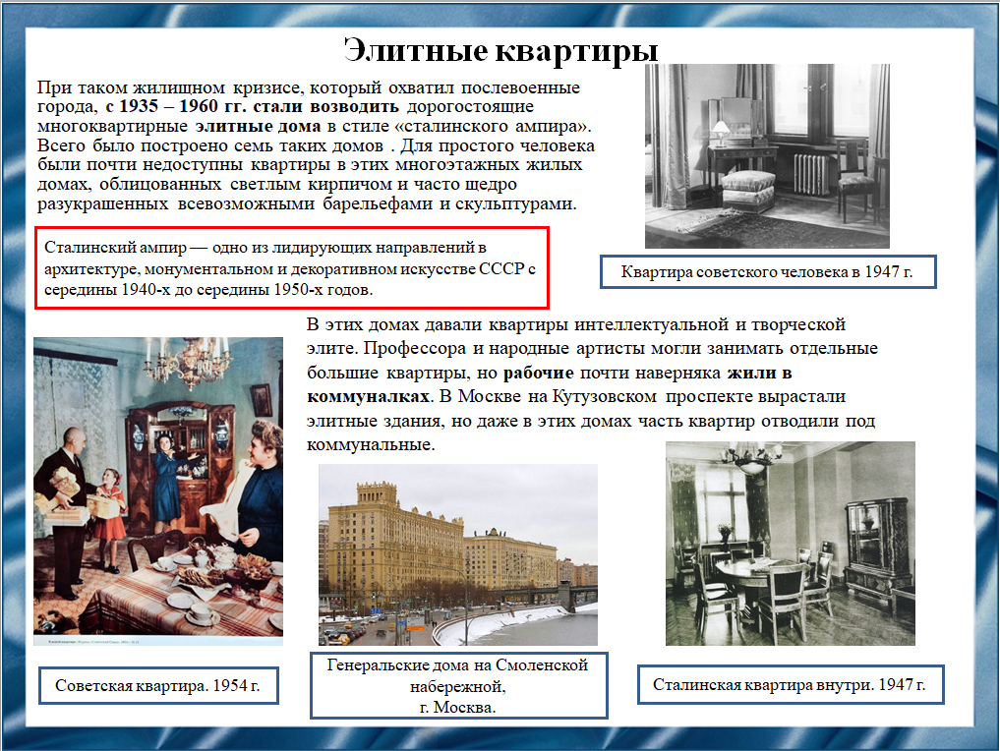 Элитные квартиры
При таком жилищном кризисе, который охватил послевоенные
города, с 1935 – 1960 гг. стали возводить дорогостоящие
многоквартирные элитные дома в стиле «сталинского ампира».
Всего было построено семь таких домов . Для простого человека
были почти недоступны квартиры в этих многоэтажных жилых
домах, облицованных светлым кирпичом и часто щедро
разукрашенных всевозможными барельефами и скульптурами.
Сталинский ампир — одно из лидирующих направлений в
архитектуре, монументальном и декоративном искусстве СССР с
середины 1940-х до середины 1950-х годов.
Квартира советского человека в 1947 г.
В этих домах давали квартиры интеллектуальной и творческой
элите. Профессора и народные артисты могли занимать отдельные
большие квартиры, но рабочие почти наверняка жили в
коммуналках. В Москве на Кутузовском проспекте вырастали
элитные здания, но даже в этих домах часть квартир отводили под
коммунальные.
Советская квартира. 1954 г.
Генеральские дома на Смоленской
набережной,
г. Москва.
Сталинская квартира внутри. 1947 г.